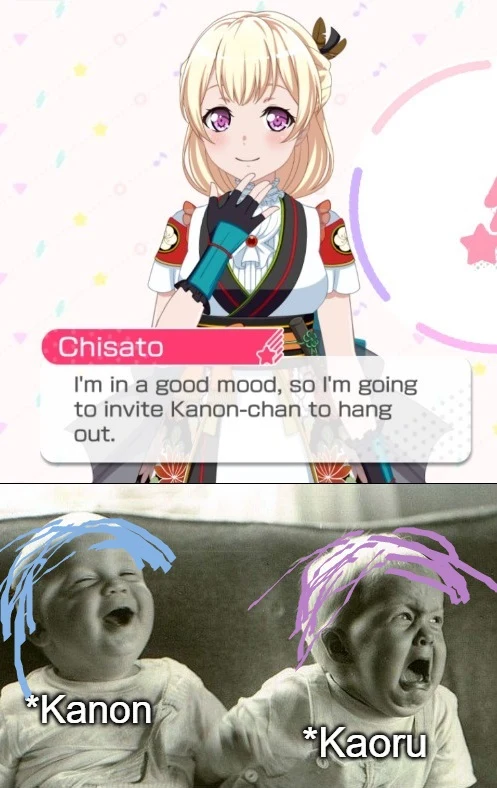 Chisato
I'm in a good mood, so I'm going
to invite Kanon-chan to hang
out.
*Kanon
*Kaoru